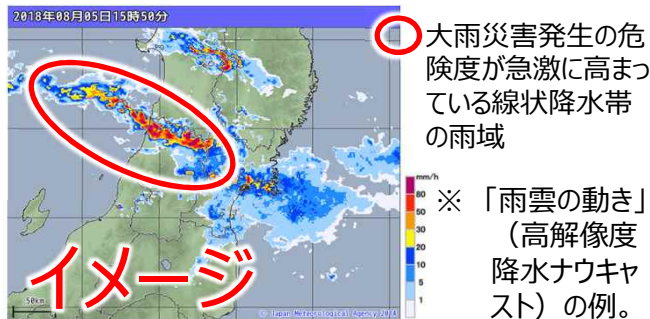 2018年08月05日15時50分
大雨災害発生の危
険度が急激に高まっ
ている線状降水帯
の雨域
mm/h
80
50
30
20
10
5
1
※ 「雨雲の動き」
（高解像度
降水ナウキャ
スト）の例。
イメージ
50km
© Japan Meteorological Agency 2018